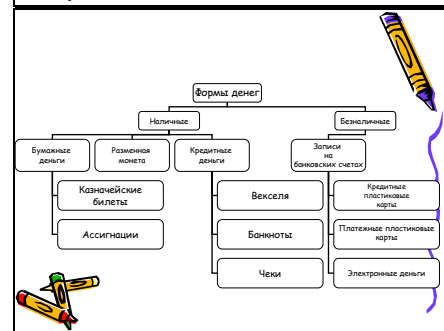 Формы денег
Наличные
Безналичные
Бумажные
деньги
Разменная
монета
Кредитные
деньги
Записи
на
банковских счетах
Казначейские
билеты
Ассигнации
Векселя
Банкноты
Чеки
Кредитные
пластиковые
карты
Платежные пластиковые
карты
Электронные деньги